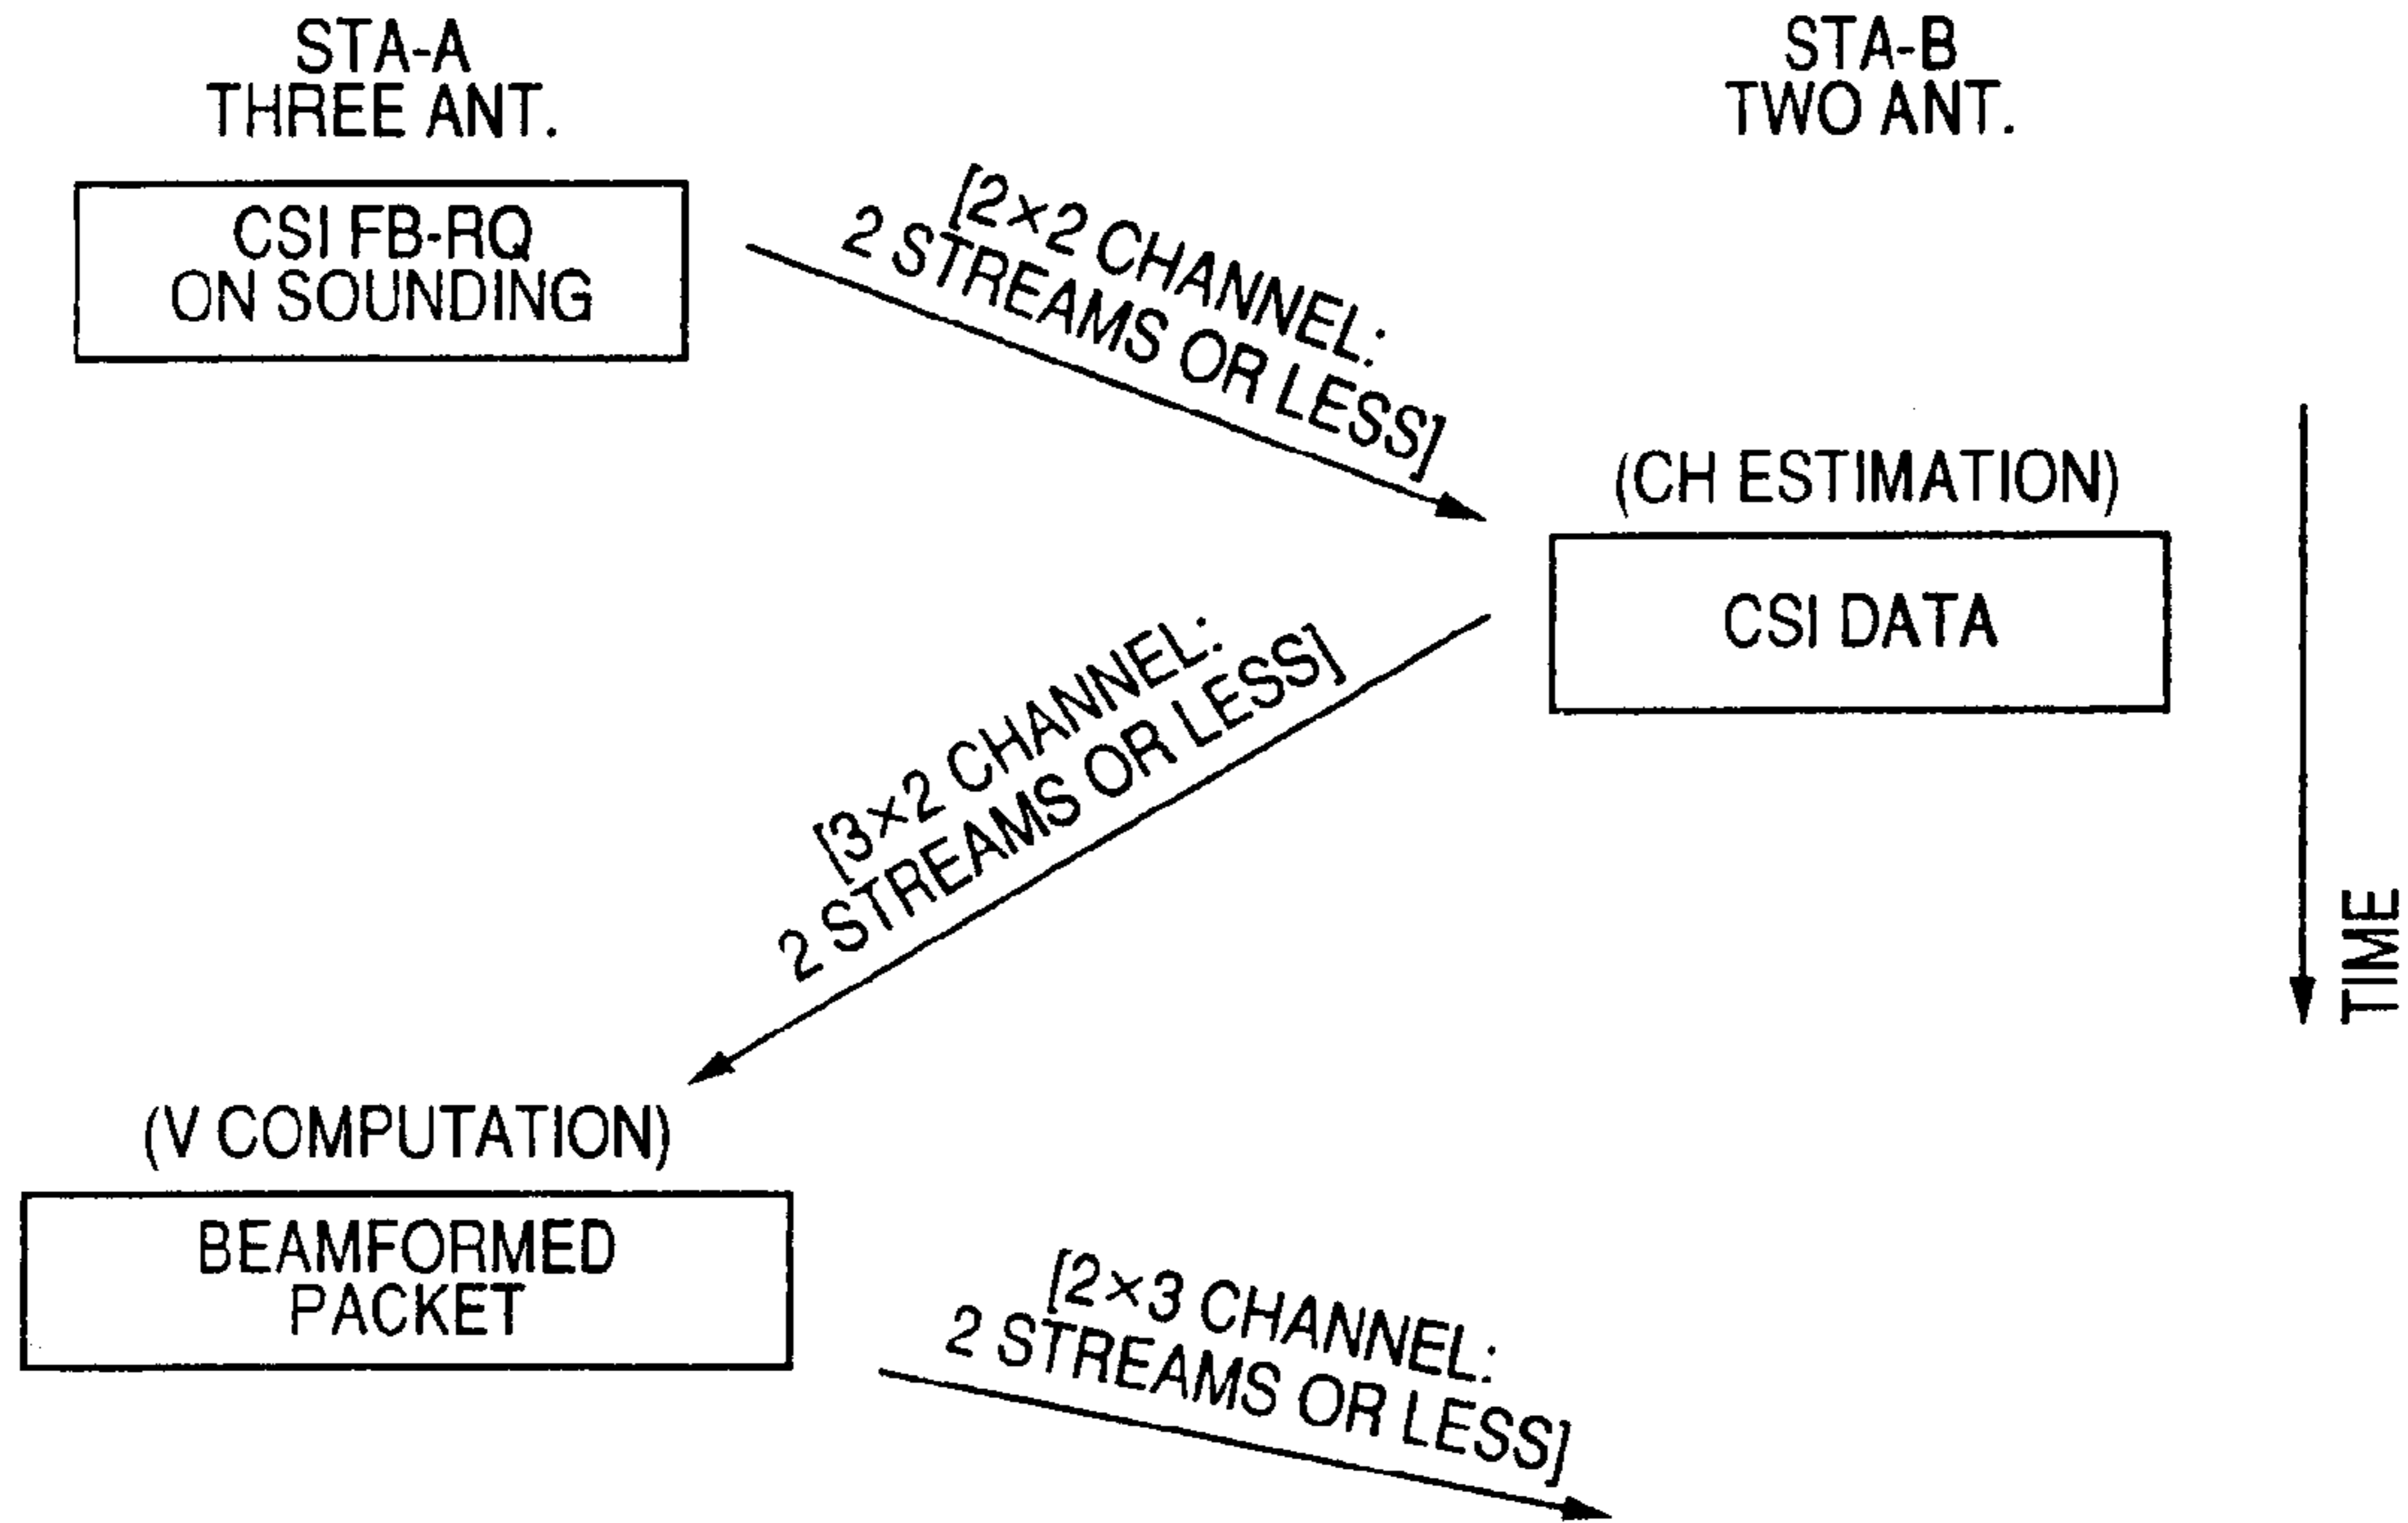 STA-A
THREE ANT.
STA-B
TWO ANT.
CSI FB-RQ
ON SOUNDING
[2×2 CHANNEL:
2 STREAMS OR LESS]
(CH ESTIMATION)
CSI DATA
[3×2 CHANNEL:
2 STREAMS OR LESS]
TIME
(V COMPUTATION)
BEAMFORMED
PACKET
[2×3 CHANNEL:
2 STREAMS OR LESS]